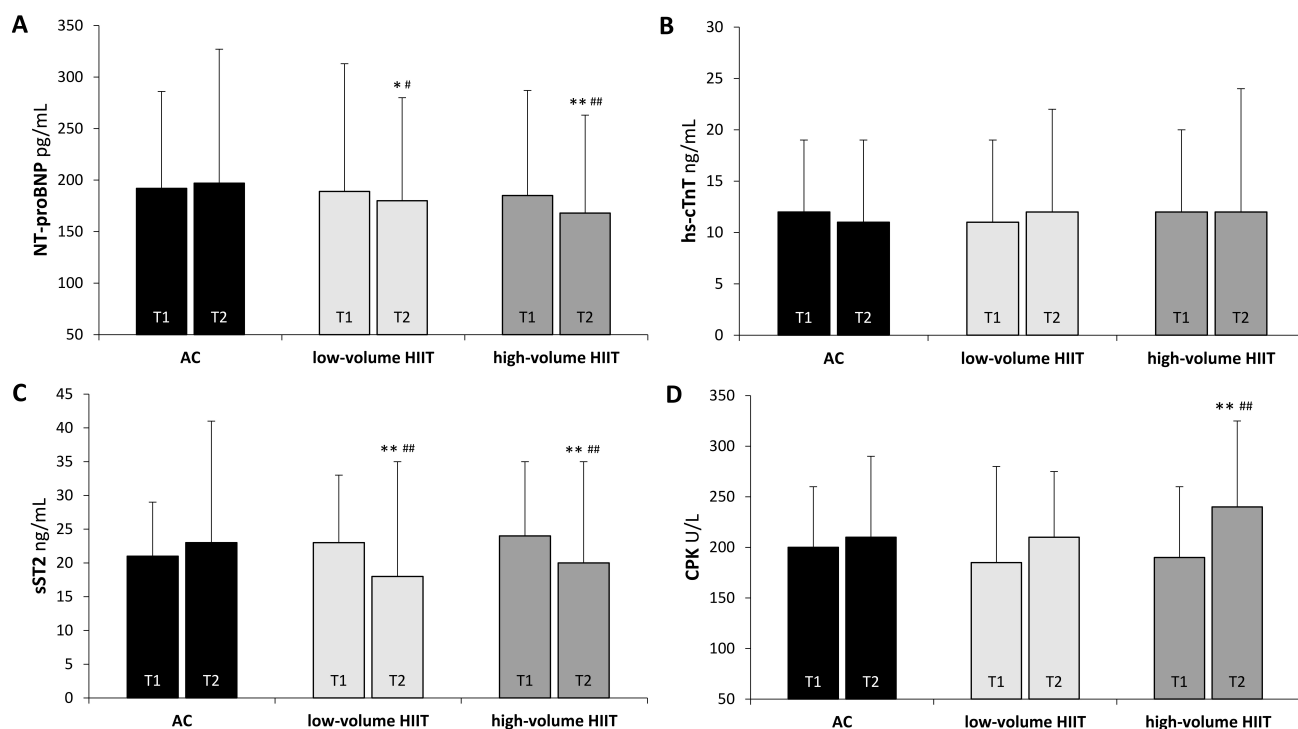 A
NT-proBNP pg/mL
350
300
250
200
150
100
50
* #
** ##
T1 T2 T1 T2 T1 T2
AC low-volume HIIT high-volume HIIT
B
hs-cTnT ng/mL
30
25
20
15
10
5
0
T1 T2 T1 T2 T1 T2
AC low-volume HIIT high-volume HIIT
C
sST2 ng/mL
45
40
35
30
25
20
15
10
5
0
** ## ** ##
T1 T2 T1 T2 T1 T2
AC low-volume HIIT high-volume HIIT
D
CPK U/L
350
300
250
200
150
100
50
** ##
T1 T2 T1 T2 T1 T2
AC low-volume HIIT high-volume HIIT